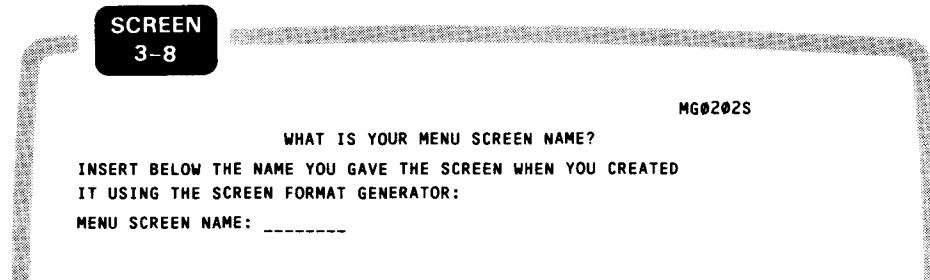 SCREEN
3-8
MGØ2Ø2S
WHAT IS YOUR MENU SCREEN NAME?
INSERT BELOW THE NAME YOU GAVE THE SCREEN WHEN YOU CREATED
IT USING THE SCREEN FORMAT GENERATOR:
MENU SCREEN NAME: ________